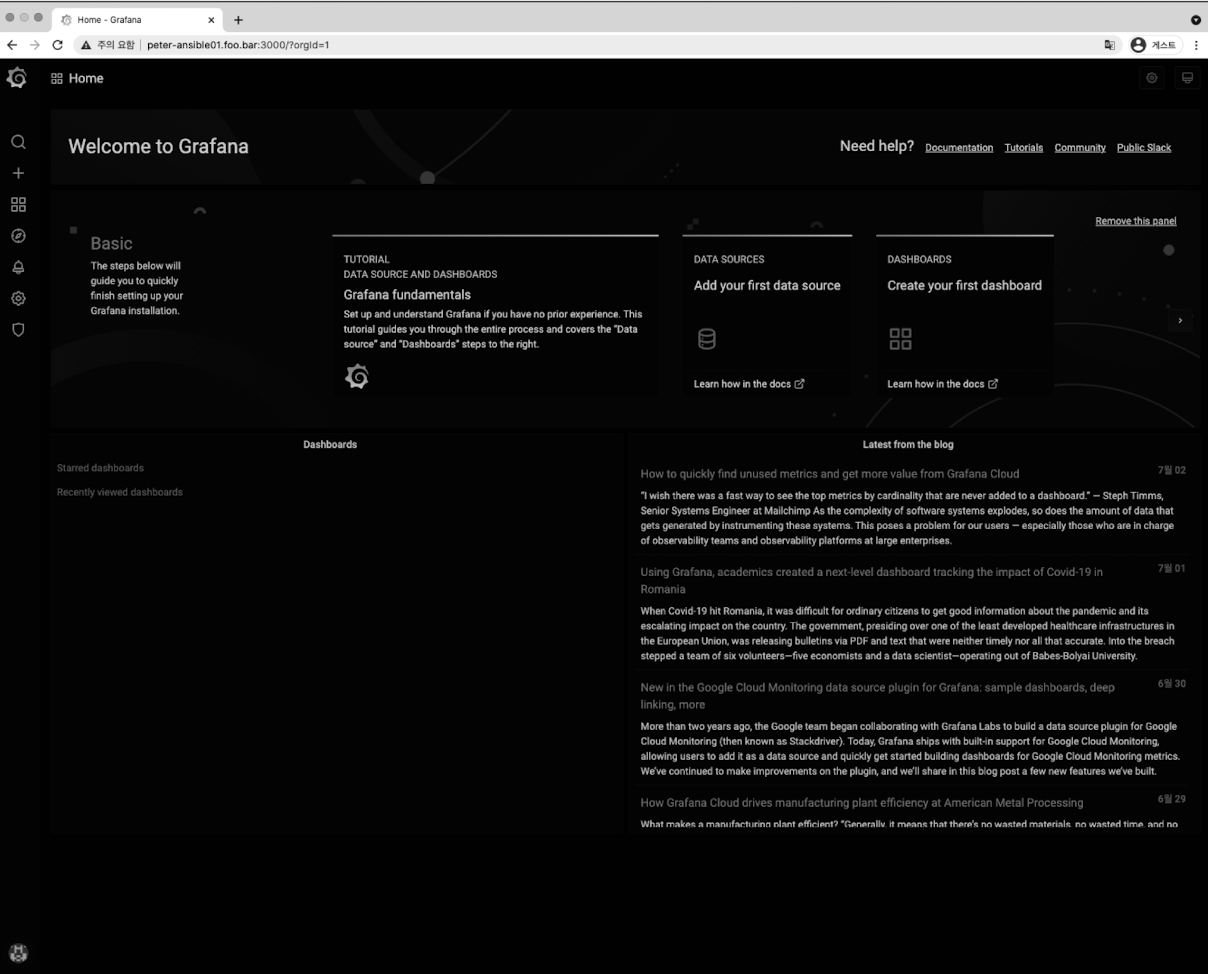 Home - Grafana
주의 요함 peter-ansible01.foo.bar:3000/?orgId=1
게스트
Home
Welcome to Grafana
Need help? Documentation Tutorials Community Public Slack
Remove this panel
Basic
The steps below will
guide you to quickly
finish setting up your
Grafana installation.
TUTORIAL
DATA SOURCE AND DASHBOARDS
Grafana fundamentals
Set up and understand Grafana if you have no prior experience. This
tutorial guides you through the entire process and covers the "Data
source" and "Dashboards" steps to the right.
DATA SOURCES
Add your first data source
Learn how in the docs
DASHBOARDS
Create your first dashboard
Learn how in the docs
Dashboards
Starred dashboards
Recently viewed dashboards
Latest from the blog
How to quickly find unused metrics and get more value from Grafana Cloud
7월 02
"I wish there was a fast way to see the top metrics by cardinality that are never added to a dashboard." — Steph Timms,
Senior Systems Engineer at Mailchimp As the complexity of software systems explodes, so does the amount of data that
gets generated by instrumenting these systems. This poses a problem for our users — especially those who are in charge
of observability teams and observability platforms at large enterprises.
Using Grafana, academics created a next-level dashboard tracking the impact of Covid-19 in
Romania
7월 01
When Covid-19 hit Romania, it was difficult for ordinary citizens to get good information about the pandemic and its
escalating impact on the country. The government, presiding over one of the least developed healthcare infrastructures in
the European Union, was releasing bulletins via PDF and text that were neither timely nor all that accurate. Into the breach
stepped a team of six volunteers—five economists and a data scientist—operating out of Babes-Bolyai University.
New in the Google Cloud Monitoring data source plugin for Grafana: sample dashboards, deep
linking, more
6월 30
More than two years ago, the Google team began collaborating with Grafana Labs to build a data source plugin for Google
Cloud Monitoring (then known as Stackdriver). Today, Grafana ships with built-in support for Google Cloud Monitoring,
allowing users to add it as a data source and quickly get started building dashboards for Google Cloud Monitoring metrics.
We've continued to make improvements on the plugin, and we'll share in this blog post a few new features we've built.
How Grafana Cloud drives manufacturing plant efficiency at American Metal Processing
6월 29
What makes a manufacturing plant efficient? "Generally, it means that there's no wasted materials, no wasted time, and no